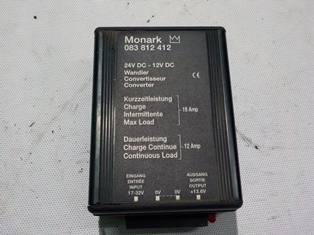 Monark
083 812 412
24V DC - 12V DC
Wandler
Convertisseur
Converter
CE
Kurzzeitleistung
Charge
Intermittente
Max Load
15 Amp
Dauerleistung
Charge Continue
Continuous Load
12 Amp
EINGANG
ENTRÉE
INPUT
17-32V 0V 0V
AUSGANG
SORTIE
OUTPUT
+13.6V